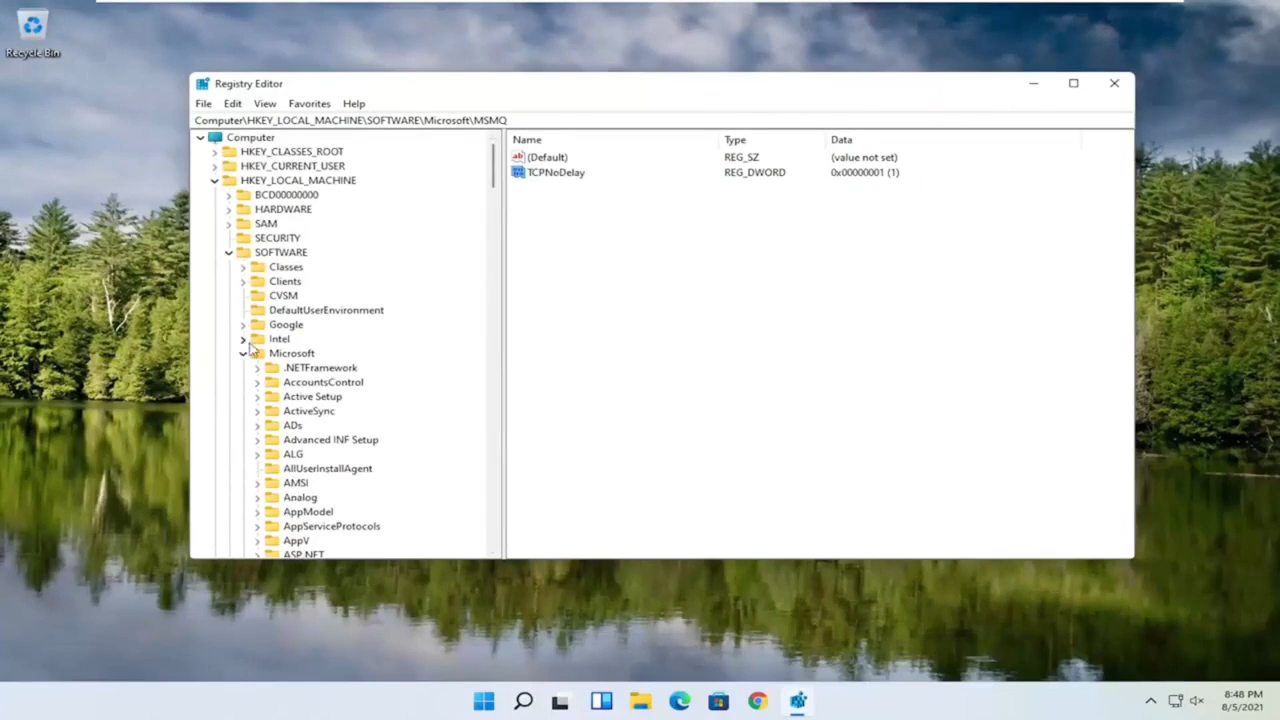 Recycle Bin
Registry Editor
File Edit View Favorites Help
Computer\HKEY_LOCAL_MACHINE\SOFTWARE\Microsoft\MSMQ
Computer
HKEY_CLASSES_ROOT
HKEY_CURRENT_USER
HKEY_LOCAL_MACHINE
BCD00000000
HARDWARE
SAM
SECURITY
SOFTWARE
Classes
Clients
CVSM
DefaultUserEnvironment
Google
Intel
Microsoft
.NETFramework
AccountsControl
Active Setup
ActiveSync
ADs
Advanced INF Setup
ALG
AllUserInstallAgent
AMSI
Analog
AppModel
AppServiceProtocols
AppV
ASP.NET
Name Type Data
ab (Default) REG_SZ (value not set)
TCPNoDelay REG_DWORD 0x00000001 (1)
8:48 PM
8/5/2021